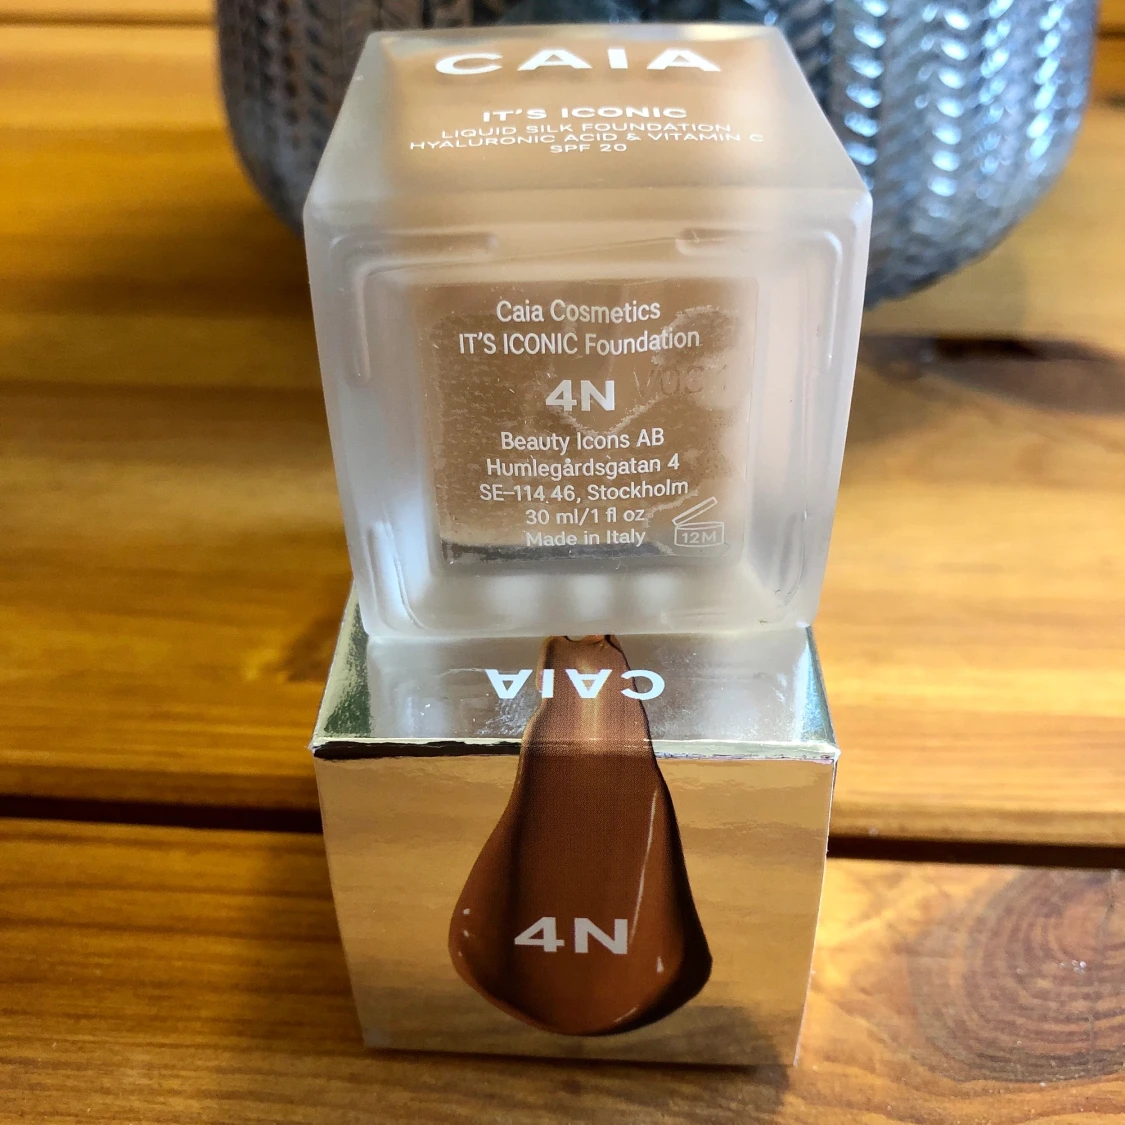 CAIA
IT'S ICONIC
LIQUID SILK FOUNDATION
HYALURONIC ACID & VITAMIN C
SPF 20
Caia Cosmetics
IT'S ICONIC Foundation
4N
Beauty Icons AB
Humlegårdsgatan 4
SE-114 46, Stockholm
30 ml/1 fl oz
Made in Italy
12M
CAIA
4N